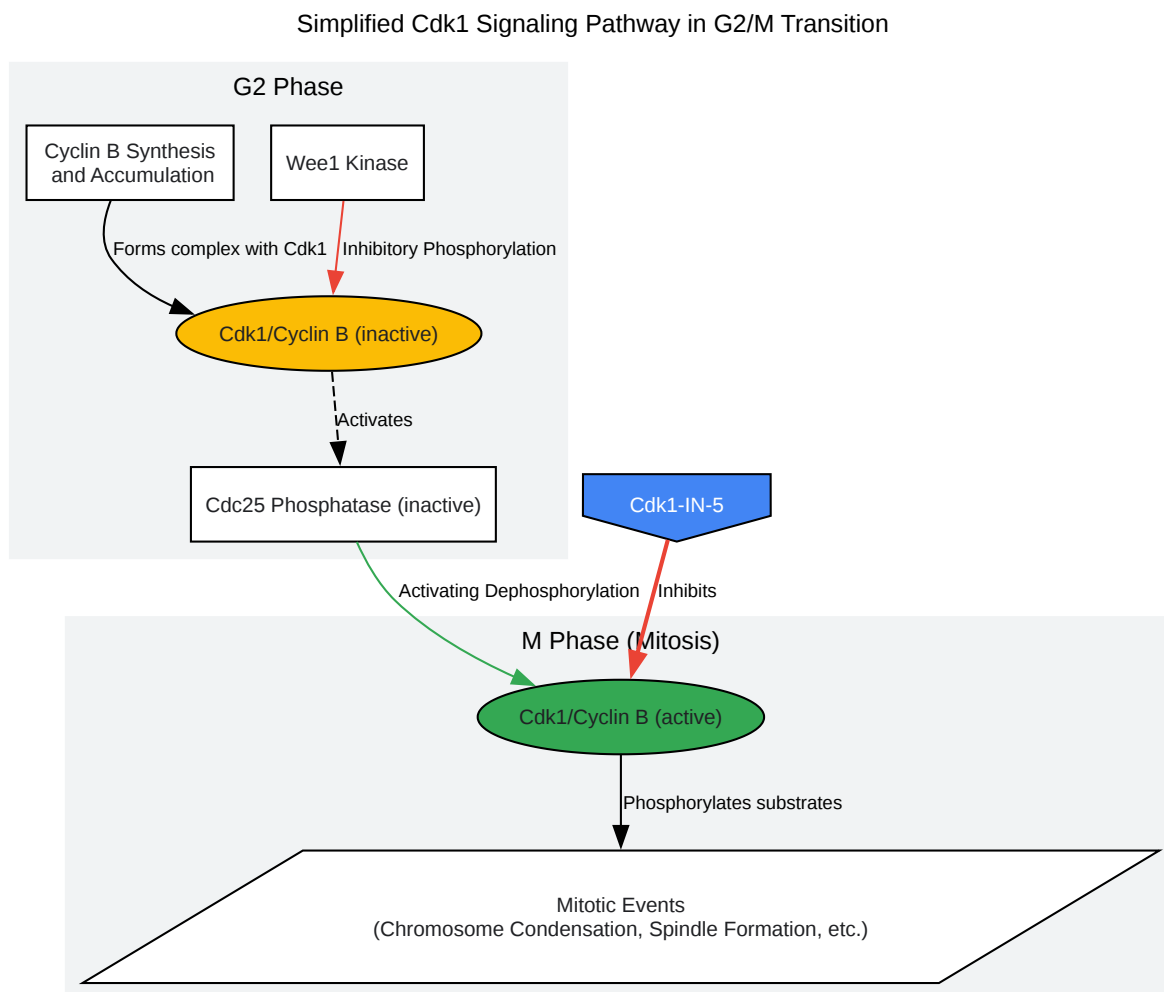 Simplified Cdk1 Signaling Pathway in G2/M Transition
G2 Phase
Cyclin B Synthesis
and Accumulation
Wee1 Kinase
Forms complex with Cdk1
Inhibitory Phosphorylation
Cdk1/Cyclin B (inactive)
Activates
Cdc25 Phosphatase (inactive)
Cdk1-IN-5
Activating Dephosphorylation
Inhibits
M Phase (Mitosis)
Cdk1/Cyclin B (active)
Phosphorylates substrates
Mitotic Events
(Chromosome Condensation, Spindle Formation, etc.)